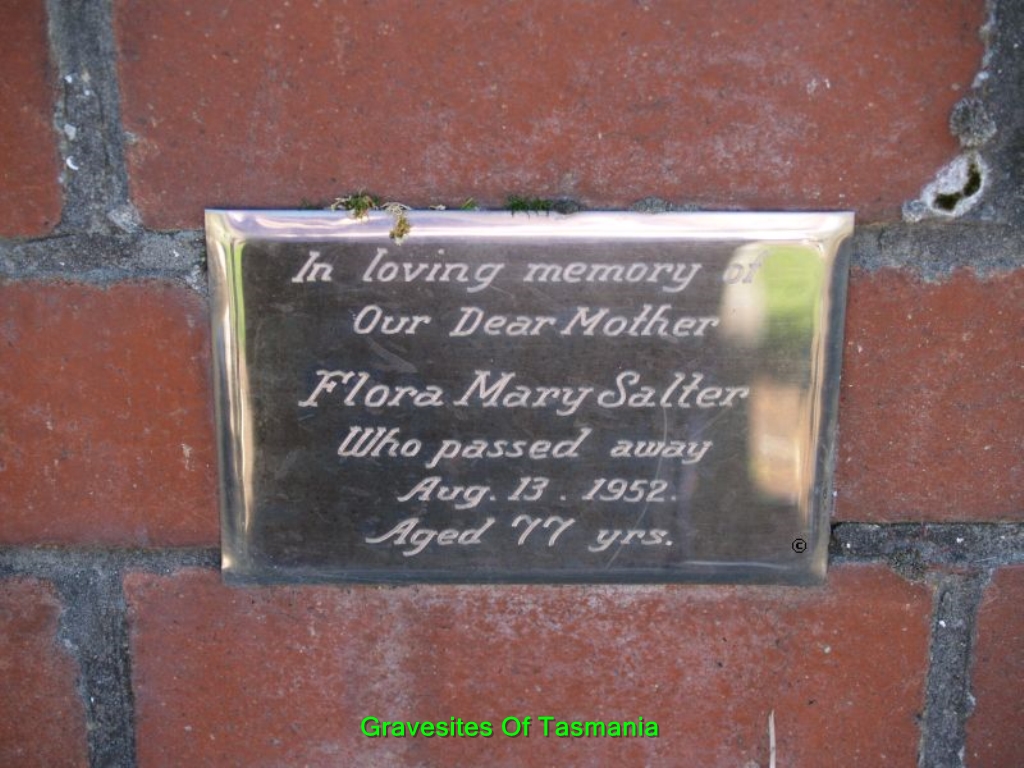 In loving memory of
Our Dear Mother
Flora Mary Salter
Who passed away
Aug. 13. 1952.
Aged 77 yrs.
©
Gravesites Of Tasmania